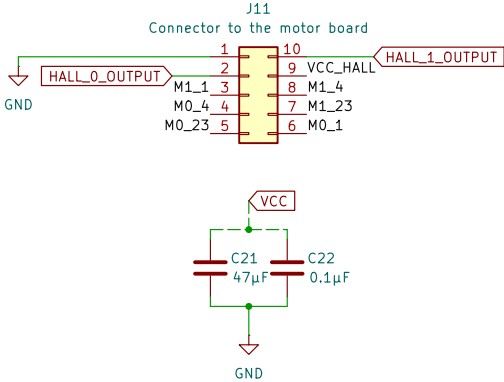 J11
Connector to the motor board
1 10 HALL_1_OUTPUT
HALL_0_OUTPUT 2 9 VCC_HALL
M1_1 3 8 M1_4
GND M0_4 4 7 M1_23
M0_23 5 6 M0_1
VCC
C21 C22
47µF 0.1µF
GND